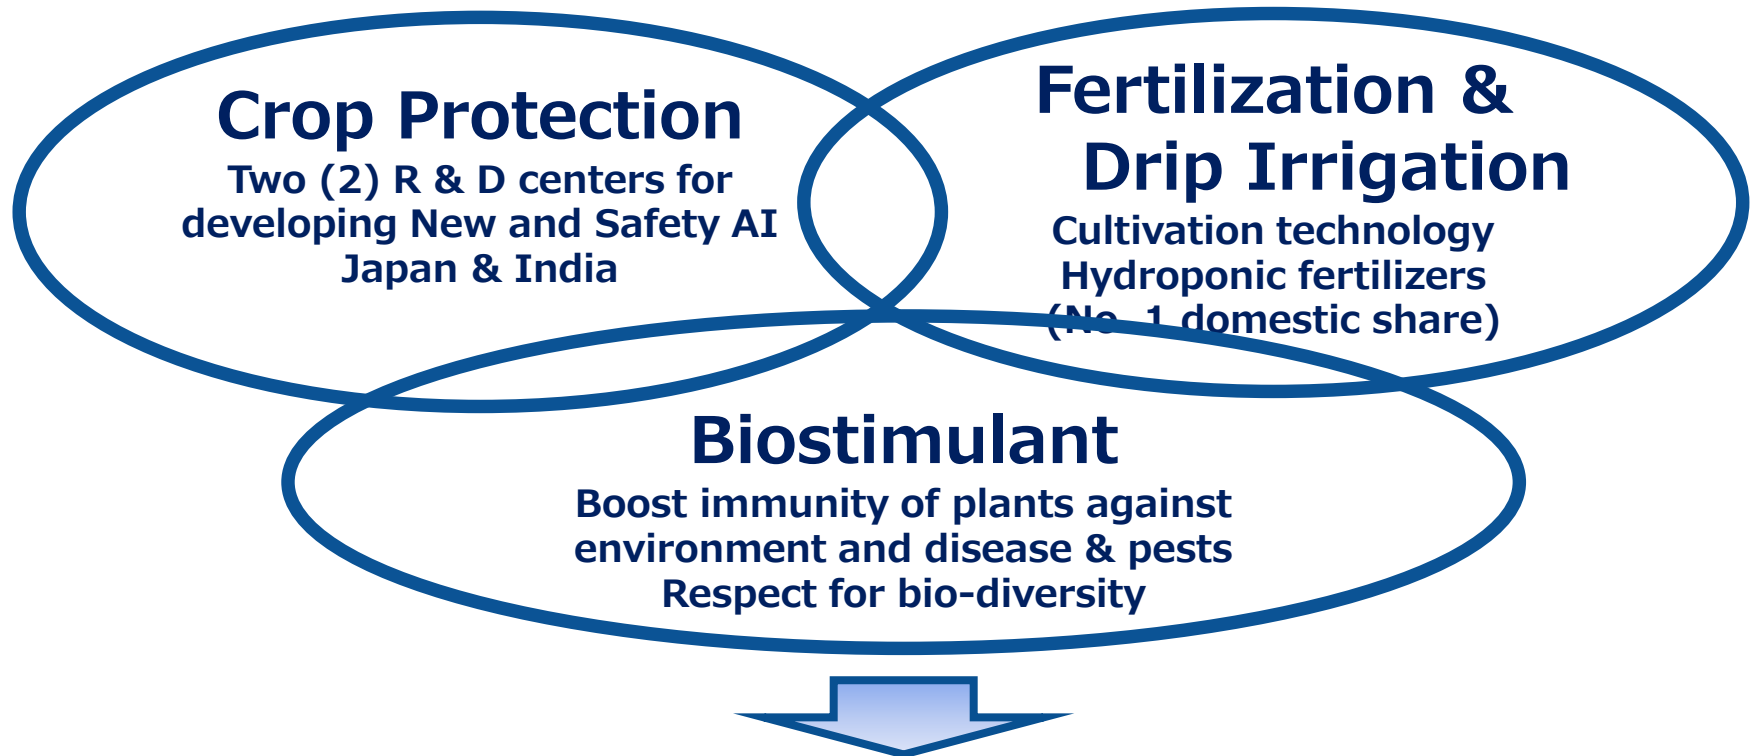 Crop Protection
Two (2) R & D centers for
developing New and Safety AI
Japan & India
Fertilization &
Drip Irrigation
Cultivation technology
Hydroponic fertilizers
(No. 1 domestic share)
Biostimulant
Boost immunity of plants against
environment and disease & pests
Respect for bio-diversity